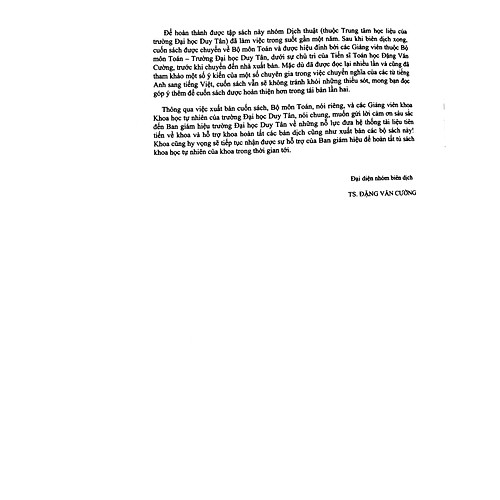 Để hoàn thành được tập sách này nhóm Dịch thuật (thuộc Trung tâm học liệu của
trường Đại học Duy Tân) đã làm việc trong suốt gần một năm. Sau khi biên dịch xong,
cuốn sách được chuyển về Bộ môn Toán và được hiệu đính bởi các Giảng viên thuộc Bộ
môn Toán – Trường Đại học Duy Tân, dưới sự chủ trì của Tiến sĩ Toán học Đặng Văn
Cường, trước khi chuyển đến nhà xuất bản. Mặc dù đã được đọc lại nhiều lần và cũng đã
tham khảo một số ý kiến của một số chuyên gia trong việc chuyển nghĩa của các từ tiếng
Anh sang tiếng Việt, cuốn sách vẫn sẽ không tránh khỏi những thiếu sót, mong bạn đọc
góp ý thêm để cuốn sách được hoàn thiện hơn trong tái bản lần hai.
Thông qua việc xuất bản cuốn sách, Bộ môn Toán, nói riêng, và các Giảng viên khoa
Khoa học tự nhiên của trường Đại học Duy Tân, nói chung, muốn gửi lời cảm ơn sâu sắc
đến Ban giám hiệu trường Đại học Duy Tân về những nỗ lực đưa hệ thống tài liệu tiên
tiến về khoa và hỗ trợ khoa hoàn tất các bản dịch cũng như xuất bản các bộ sách này!
Khoa cũng hy vọng sẽ tiếp tục nhận được sự hỗ trợ của Ban giám hiệu để hoàn tất tủ sách
khoa học tự nhiên của khoa trong thời gian tới.
Đại diện nhóm biên dịch
TS. ĐẶNG VĂN CƯỜNG